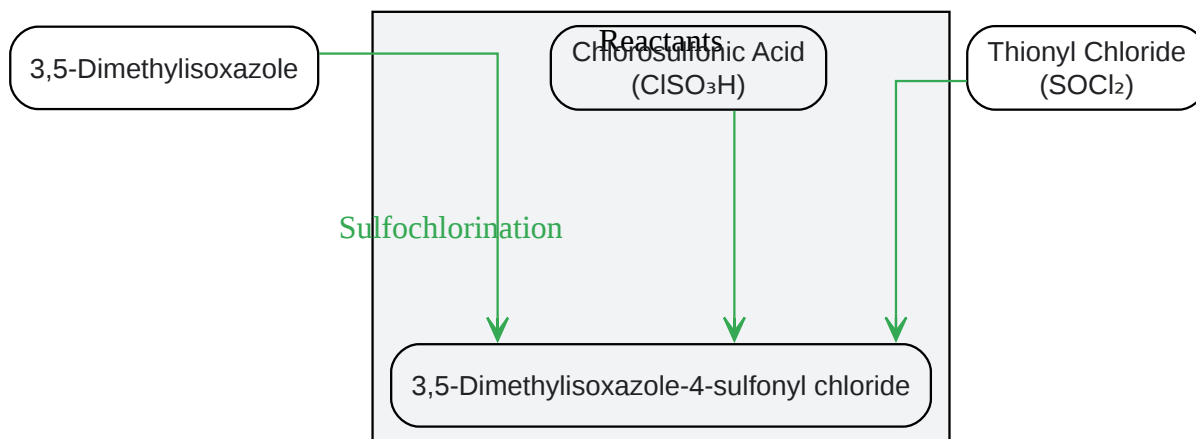 Reactants
3,5-Dimethylisoxazole
Chlorosulfonic Acid
(ClSO₃H)
Thionyl Chloride
(SOCl₂)
Sulfochlorination
3,5-Dimethylisoxazole-4-sulfonyl chloride